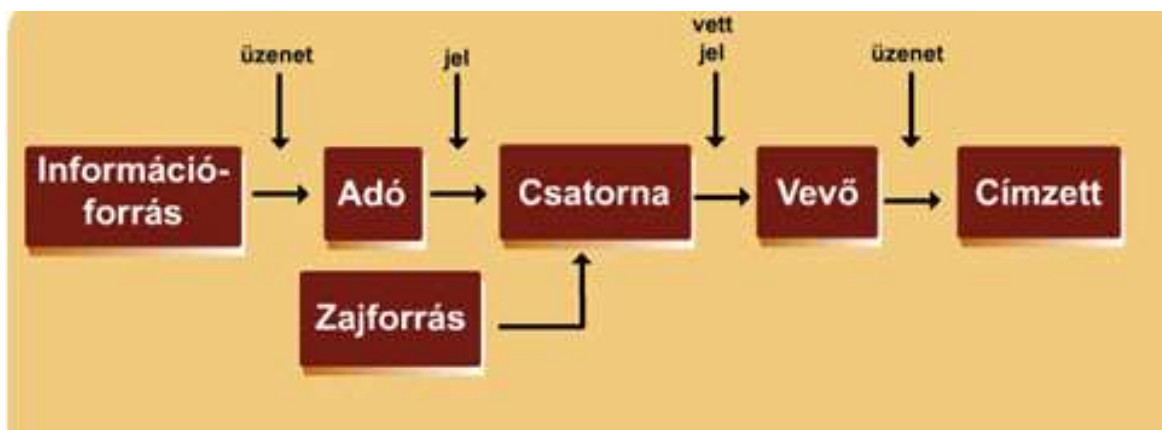 üzenet
jel
vett
jel
üzenet
Információ-
forrás
Adó
Csatorna
Vevő
Címzett
Zajforrás